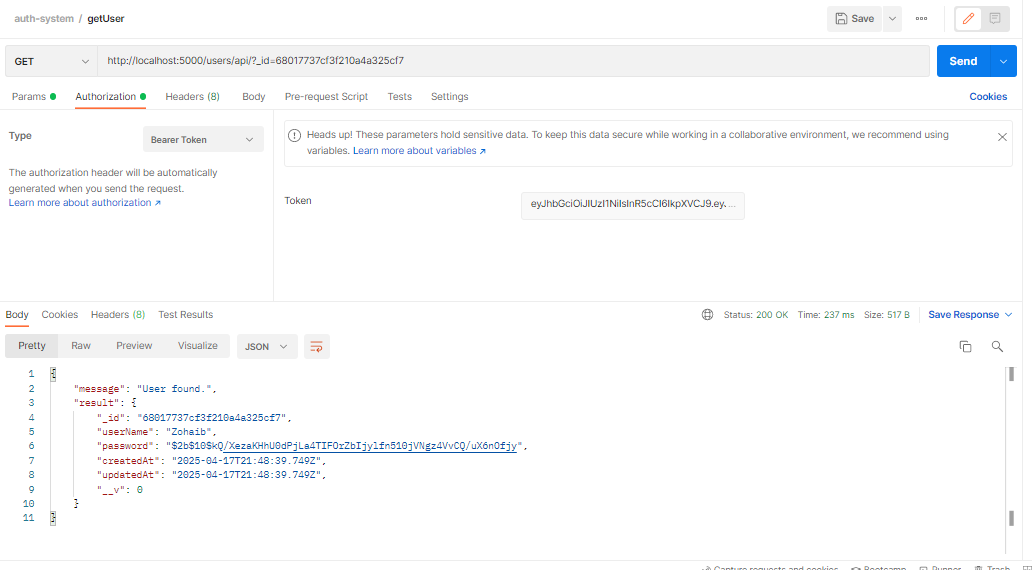 auth-system / getUser
Save
GET
http://localhost:5000/users/api/?_id=68017737cf3f210a4a325cf7
Send
Params
Authorization
Headers (8)
Body
Pre-request Script
Tests
Settings
Cookies
Type
Bearer Token
Heads up! These parameters hold sensitive data. To keep this data secure while working in a collaborative environment, we recommend using
variables. Learn more about variables ↗
The authorization header will be automatically
generated when you send the request.
Learn more about authorization ↗
Token
eyJhbGciOiJIUzI1NiIsInR5cCI6IkpXVCJ9.ey. ...
Body
Cookies
Headers (8)
Test Results
Status: 200 OK
Time: 237 ms
Size: 517 B
Save Response
Pretty
Raw
Preview
Visualize
JSON
1 {
2 "message": "User found.",
3 "result": {
4 "_id": "68017737cf3f210a4a325cf7",
5 "userName": "Zohaib",
6 "password": "$2b$10$kQ/XezaKHhU0dPjLa4TIFOrZbIjylfn510jVNgz4VvCQ/uX6nOfjy",
7 "createdAt": "2025-04-17T21:48:39.749Z",
8 "updatedAt": "2025-04-17T21:48:39.749Z",
9 "__v": 0
10 }
11 }
Capture requests and cookies
Bootcamp
Runner
Trash